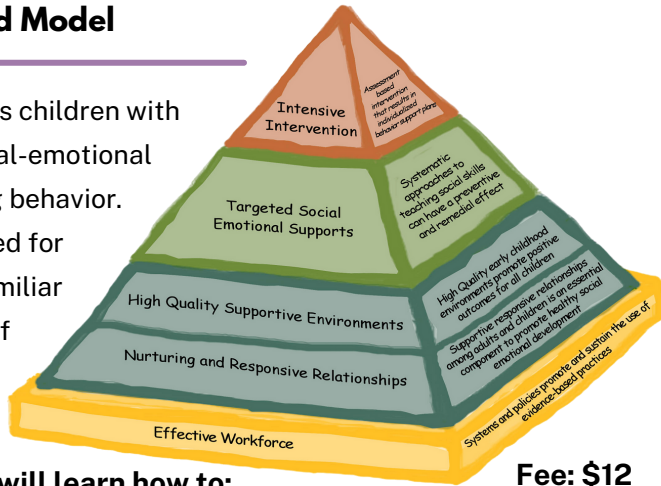 d Model
s children with
al-emotional
g behavior.
ed for
miliar
f
Intensive
Intervention
Assessment
based
intervention
that results in
individualized
behavior support plans
Targeted Social
Emotional Supports
Systematic
approaches to
teaching social skills
can have a preventive
and remedial effect
High Quality Supportive Environments
High Quality early childhood
environments promote positive
outcomes for all children
Nurturing and Responsive Relationships
Supportive responsive relationships
among adults and children is an essential
component to promote healthy social
emotional development
Effective Workforce
Systems and policies promote and sustain the use of
evidence-based practices
will learn how to:
Fee: $12